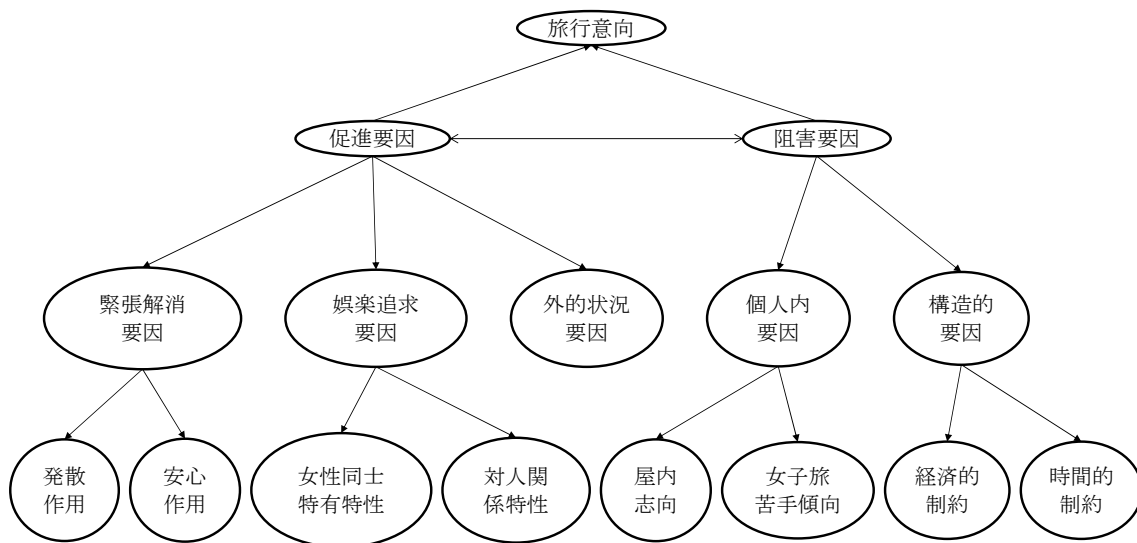 旅行意向
促進要因
阻害要因
緊張解消
要因
娯楽追求
要因
外的状況
要因
個人内
要因
構造的
要因
発散
作用
安心
作用
女性同士
特有特性
対人関
係特性
屋内
志向
女子旅
苦手傾向
経済的
制約
時間的
制約